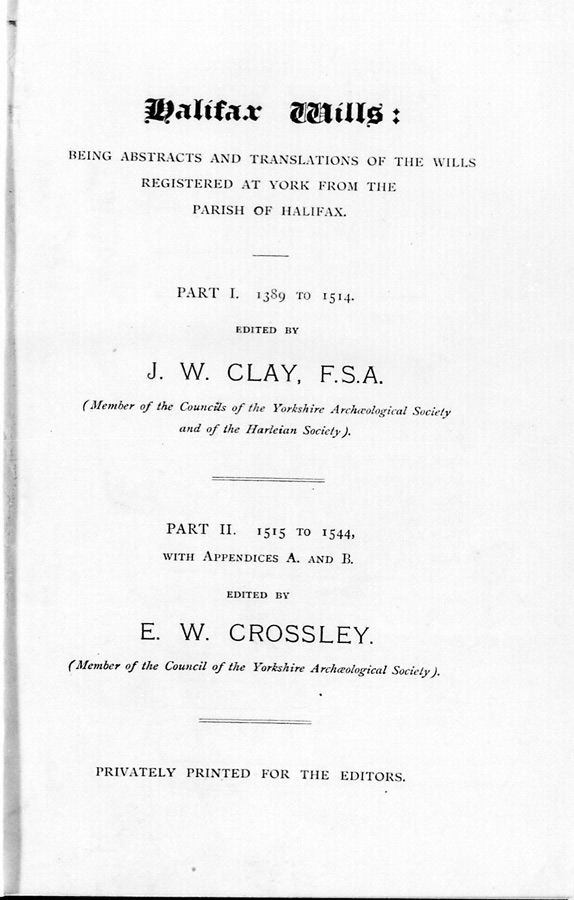 Halifax Wills:
BEING ABSTRACTS AND TRANSLATIONS OF THE WILLS
REGISTERED AT YORK FROM THE
PARISH OF HALIFAX.
PART I. 1389 TO 1514.
EDITED BY
J. W. CLAY, F.S.A.
(Member of the Councils of the Yorkshire Archæological Society
and of the Harleian Society).
PART II. 1515 TO 1544,
WITH APPENDICES A. AND B.
EDITED BY
E. W. CROSSLEY.
(Member of the Council of the Yorkshire Archæological Society).
PRIVATELY PRINTED FOR THE EDITORS.